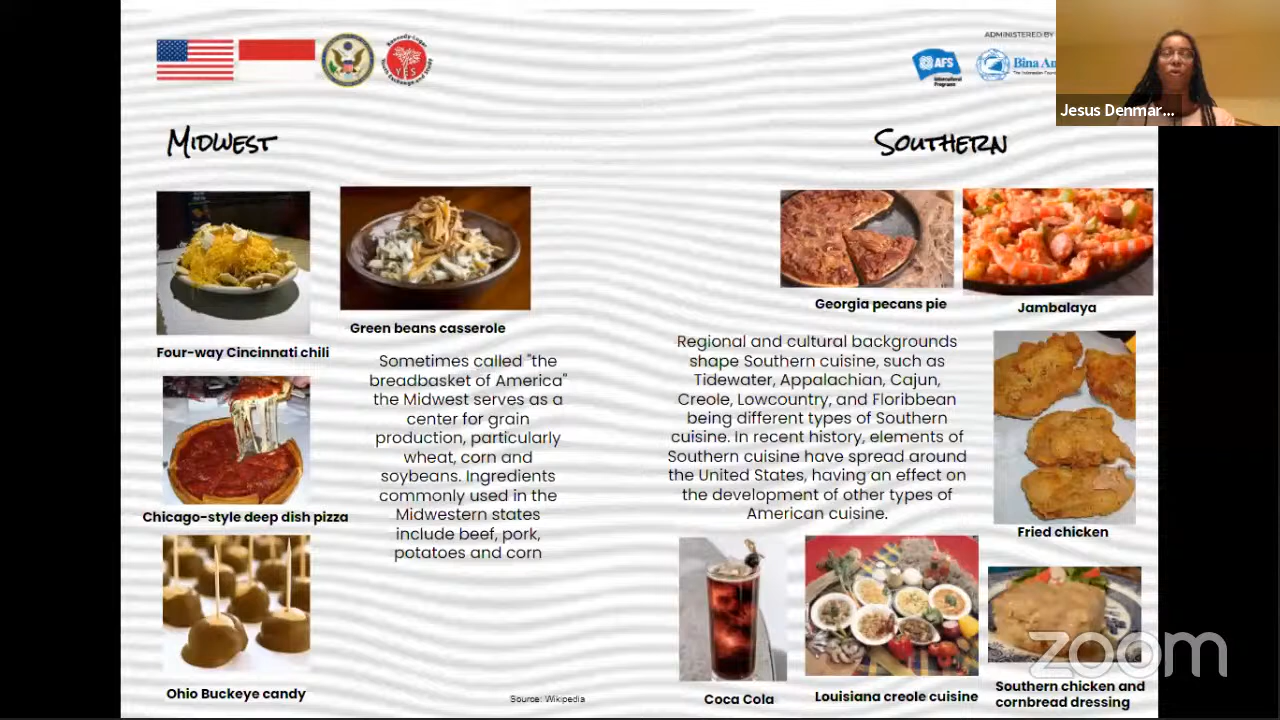 ADMINISTERED BY
AFS
International
Programs
Bina An
YES
Jesus Denmar...
MIDWEST
SOUTHERN
Four-way Cincinnati chili
Green beans casserole
Sometimes called "the
breadbasket of America"
the Midwest serves as a
center for grain
production, particularly
wheat, corn and
soybeans. Ingredients
commonly used in the
Midwestern states
include beef, pork,
potatoes and corn
Chicago-style deep dish pizza
Ohio Buckeye candy
Source: Wikipedia
Georgia pecans pie
Jambalaya
Regional and cultural backgrounds
shape Southern cuisine, such as
Tidewater, Appalachian, Cajun,
Creole, Lowcountry, and Floribbean
being different types of Southern
cuisine. In recent history, elements of
Southern cuisine have spread around
the United States, having an effect on
the development of other types of
American cuisine.
Fried chicken
Coca Cola
Louisiana creole cuisine
Southern chicken and
cornbread dressing
zoom